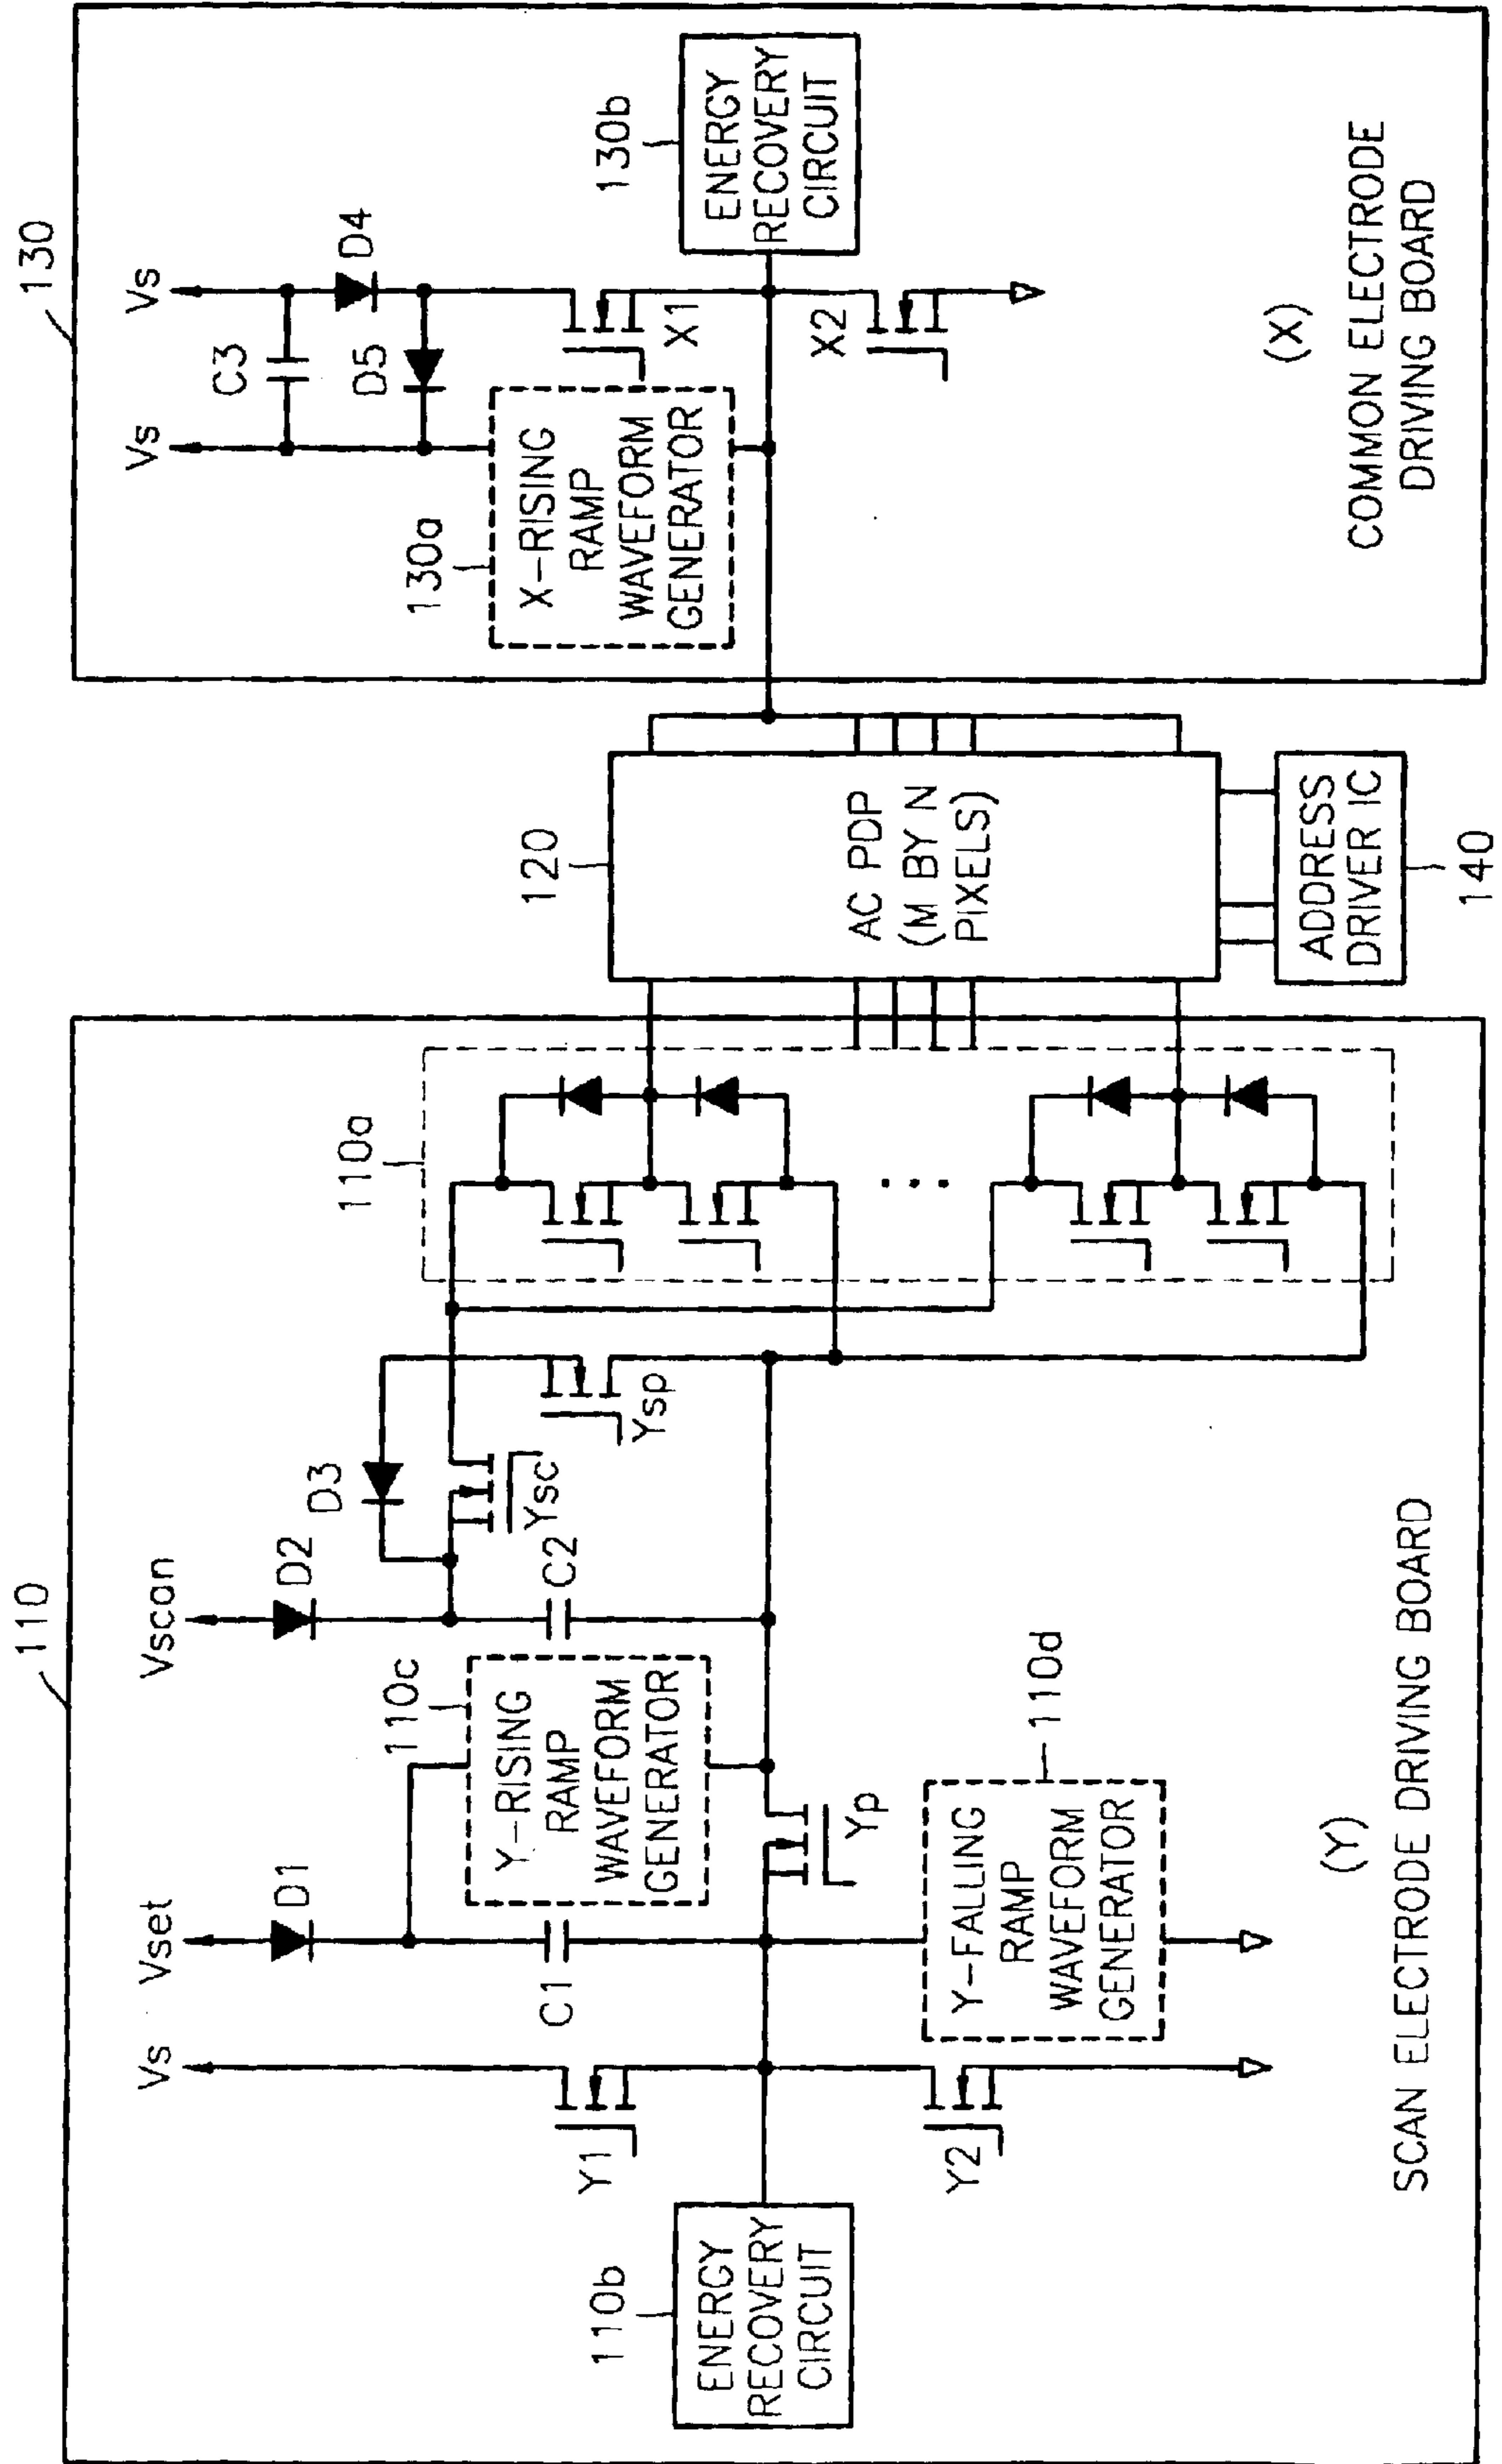 110
Vs
Vset
Vscan
D1
D2
D3
110a
110c
Y-RISING
RAMP
WAVEFORM
GENERATOR
Y1
C1
C2
Ysc
Ysp
...
110b
ENERGY
RECOVERY
CIRCUIT
Yp
Y2
Y-FALLING
RAMP
WAVEFORM
GENERATOR
110d
(Y)
SCAN ELECTRODE DRIVING BOARD
120
AC PDP
(M BY N
PIXELS)
ADDRESS
DRIVER IC
140
130
Vs
Vs
C3
D4
D5
130a
X-RISING
RAMP
WAVEFORM
GENERATOR
X1
130b
ENERGY
RECOVERY
CIRCUIT
X2
(X)
COMMON ELECTRODE
DRIVING BOARD